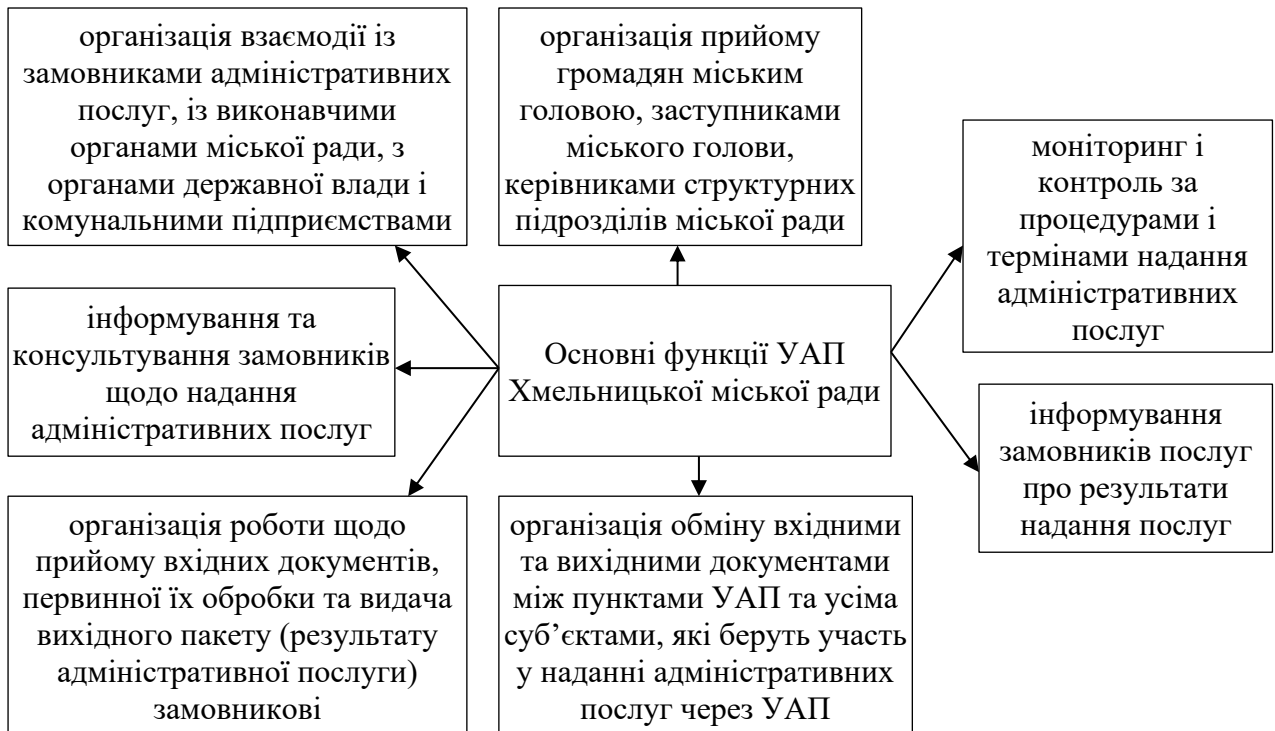 організація взаємодії із
замовниками адміністративних
послуг, із виконавчими
органами міської ради, з
органами державної влади і
комунальними підприємствами
організація прийому
громадян міським
головою, заступниками
міського голови,
керівниками структурних
підрозділів міської ради
моніторинг і
контроль за
процедурами і
термінами надання
адміністративних
послуг
інформування та
консультування замовників
щодо надання
адміністративних послуг
Основні функції УАП
Хмельницької міської ради
інформування
замовників послуг
про результати
надання послуг
організація роботи щодо
прийому вхідних документів,
первинної їх обробки та видача
вихідного пакету (результату
адміністративної послуги)
замовникові
організація обміну вхідними
та вихідними документами
між пунктами УАП та усіма
суб’єктами, які беруть участь
у наданні адміністративних
послуг через УАП